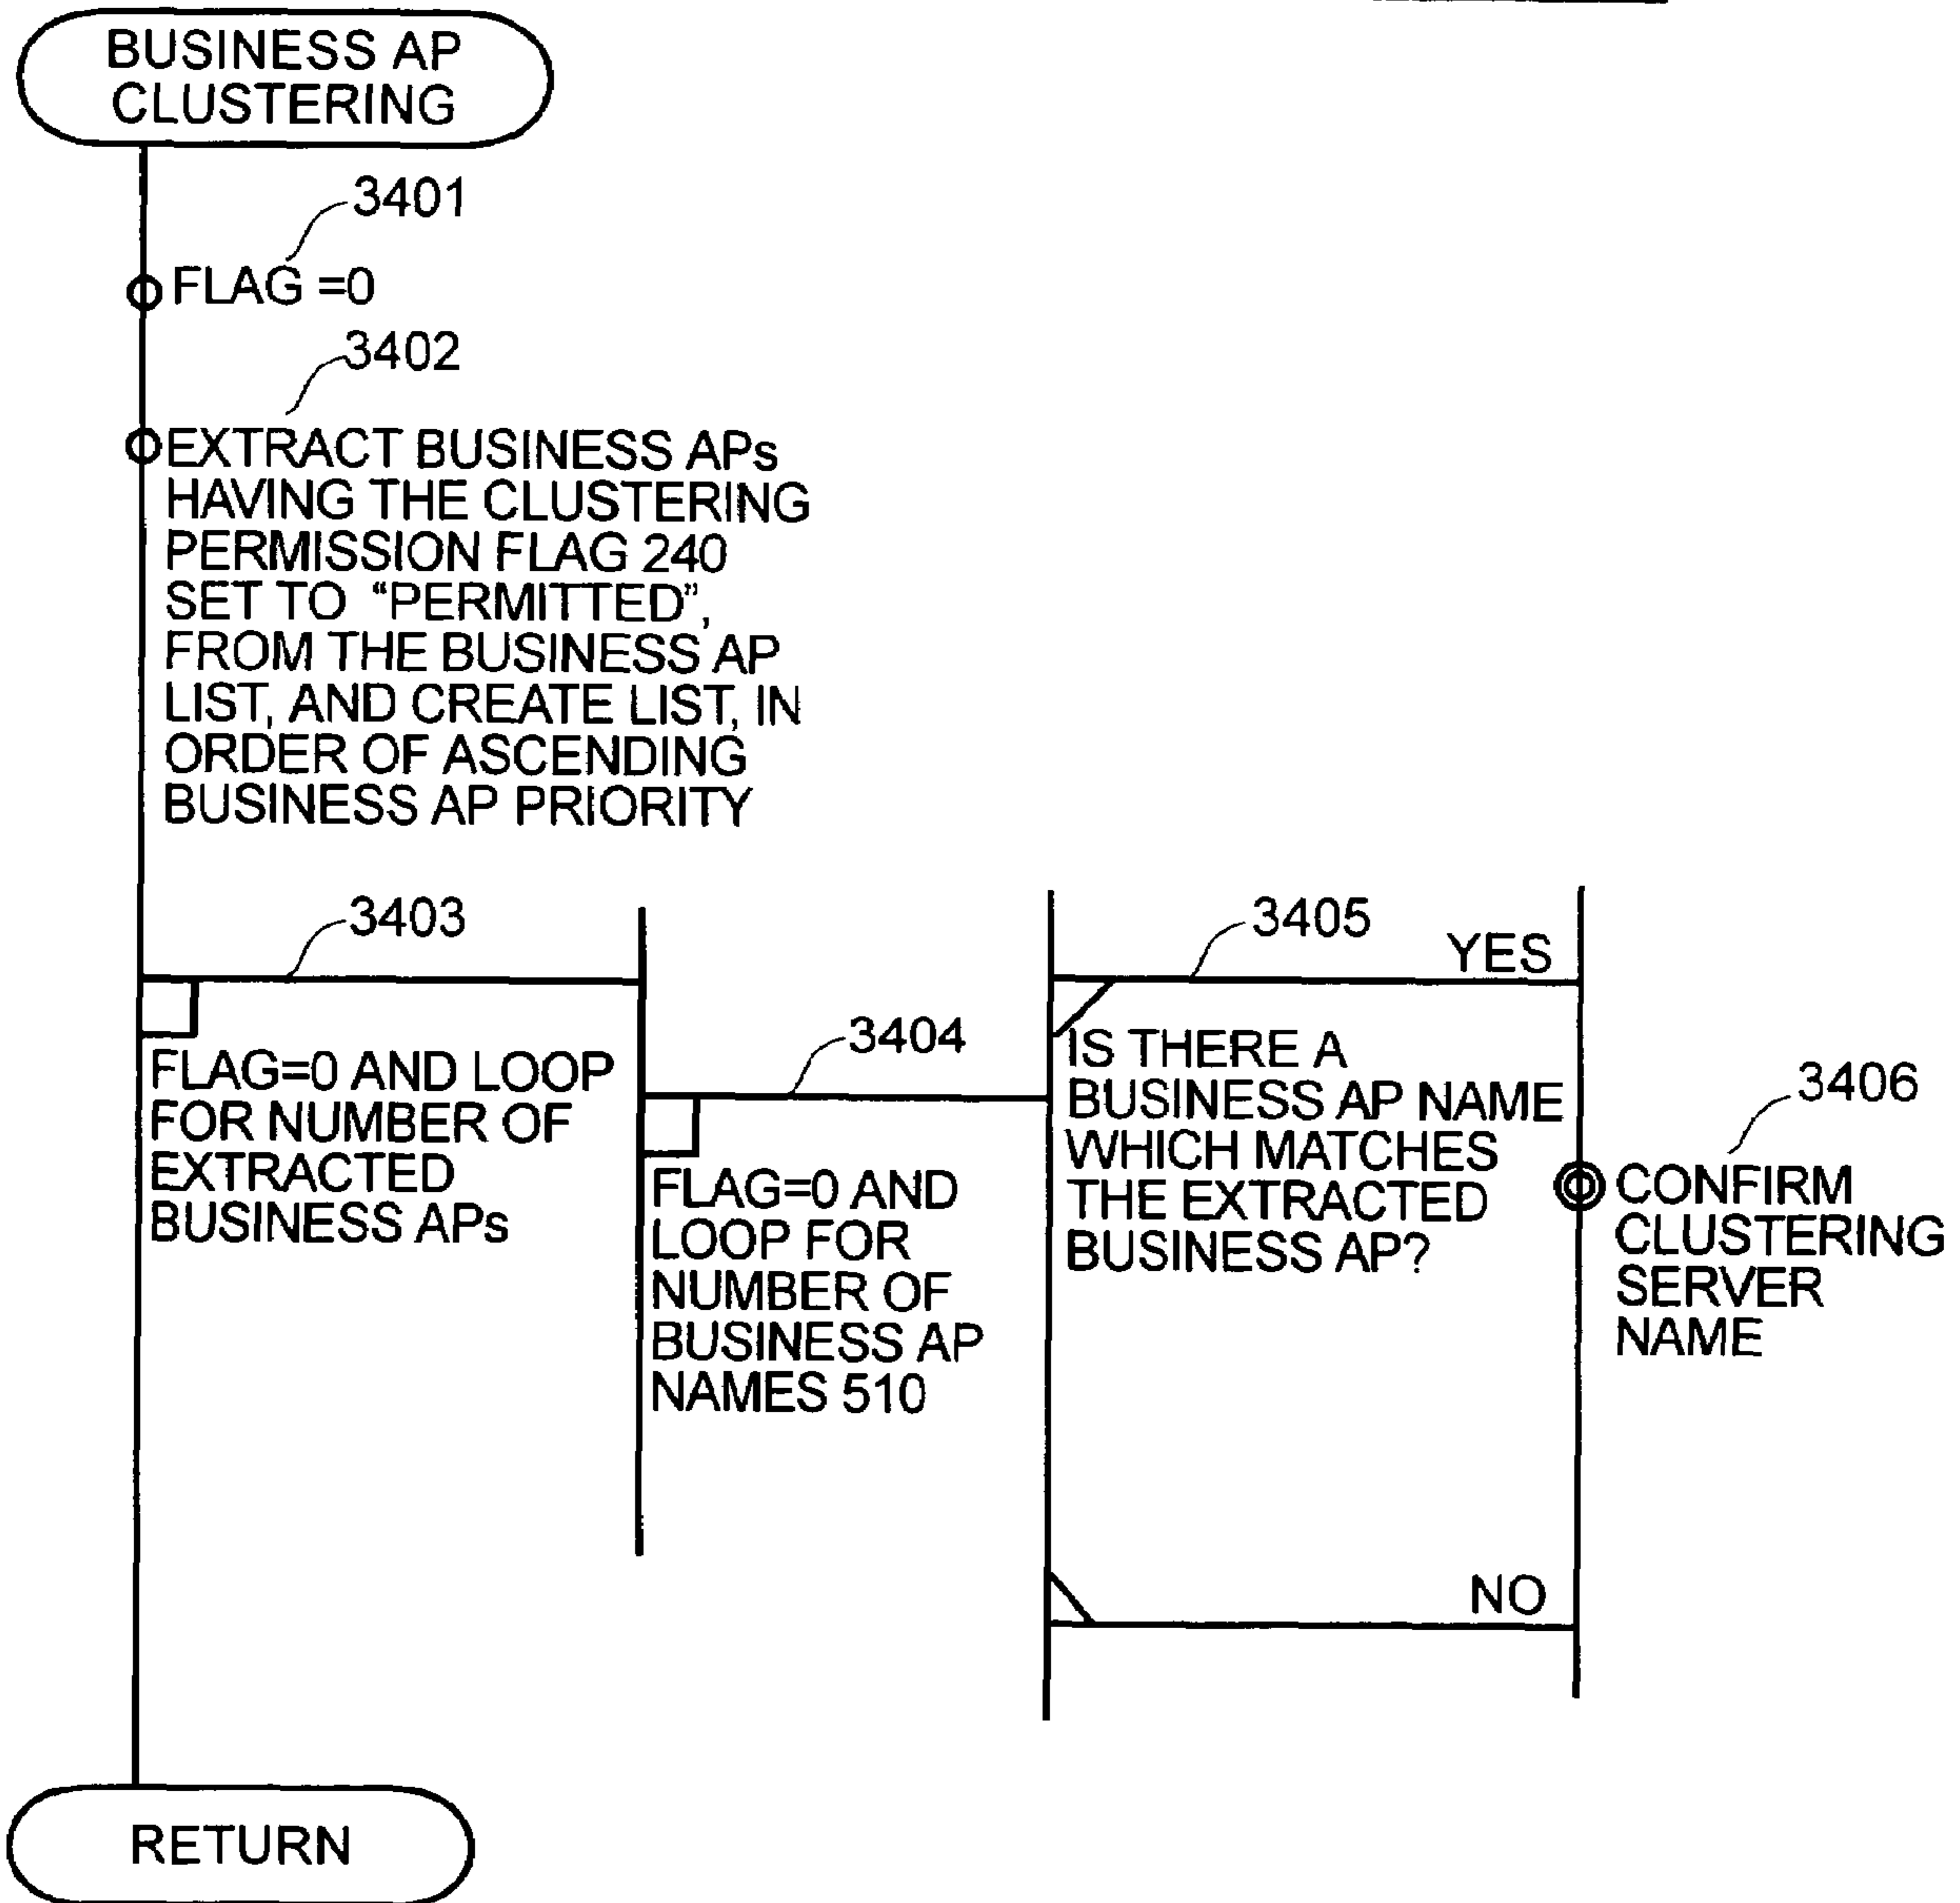 BUSINESS AP
CLUSTERING
3401
FLAG =0
3402
EXTRACT BUSINESS APs
HAVING THE CLUSTERING
PERMISSION FLAG 240
SET TO “PERMITTED”,
FROM THE BUSINESS AP
LIST, AND CREATE LIST, IN
ORDER OF ASCENDING
BUSINESS AP PRIORITY
3403
FLAG=0 AND LOOP
FOR NUMBER OF
EXTRACTED
BUSINESS APs
3404
FLAG=0 AND
LOOP FOR
NUMBER OF
BUSINESS AP
NAMES 510
3405
YES
IS THERE A
BUSINESS AP NAME
WHICH MATCHES
THE EXTRACTED
BUSINESS AP?
NO
3406
CONFIRM
CLUSTERING
SERVER
NAME
RETURN